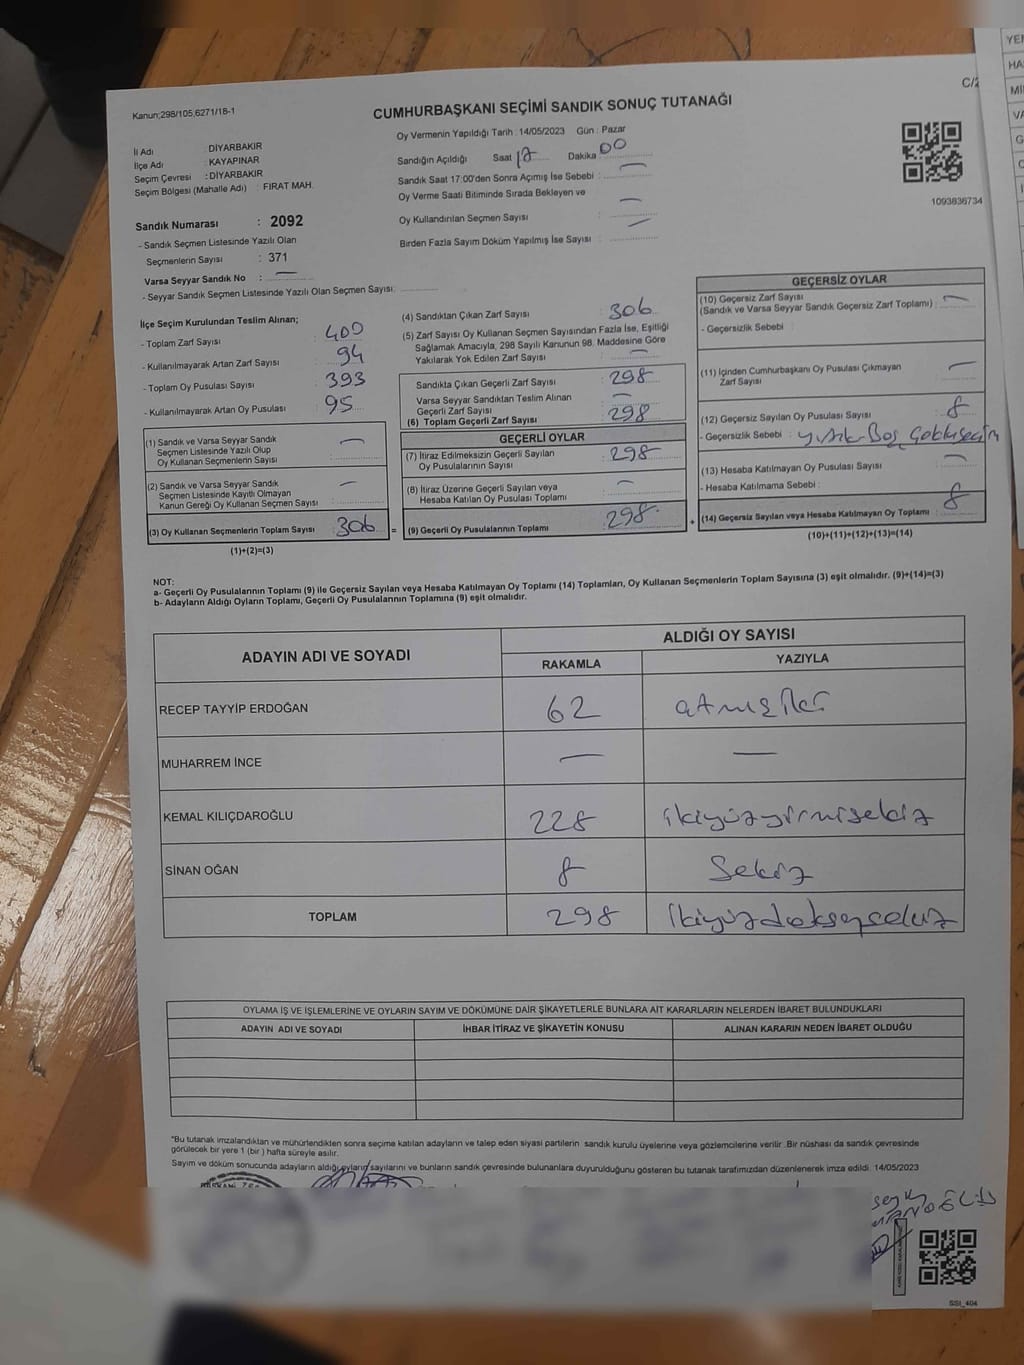 Kanun;298/105,6271/18-1
C/2
CUMHURBAŞKANI SEÇİMİ SANDIK SONUÇ TUTANAĞI
Oy Vermenin Yapıldığı Tarih : 14/05/2023 Gün : Pazar
İl Adı : DİYARBAKIR
İlçe Adı : KAYAPINAR
Seçim Çevresi : DİYARBAKIR
Seçim Bölgesi (Mahalle Adı) : FIRAT MAH.
Sandığın Açıldığı Saat 17 Dakika 00
Sandık Saat 17:00'den Sonra Açımış İse Sebebi : —
Oy Verme Saati Bitiminde Sırada Bekleyen ve
Oy Kullandırılan Seçmen Sayısı : —
Birden Fazla Sayım Döküm Yapılmış İse Sayısı : —
1093836734
Sandık Numarası : 2092
- Sandık Seçmen Listesinde Yazılı Olan
Seçmenlerin Sayısı : 371
Varsa Seyyar Sandık No : —
- Seyyar Sandık Seçmen Listesinde Yazılı Olan Seçmen Sayısı:
İlçe Seçim Kurulundan Teslim Alınan;
- Toplam Zarf Sayısı 400
- Kullanılmayarak Artan Zarf Sayısı 94
- Toplam Oy Pusulası Sayısı 393
- Kullanılmayarak Artan Oy Pusulası 95
(1) Sandık ve Varsa Seyyar Sandık
Seçmen Listesinde Yazılı Olup
Oy Kullanan Seçmenlerin Sayısı —
(2) Sandık ve Varsa Seyyar Sandık
Seçmen Listesinde Kayıtlı Olmayan
Kanun Gereği Oy Kullanan Seçmen Sayısı —
(3) Oy Kullanan Seçmenlerin Toplam Sayısı 306
(1)+(2)=(3)
(4) Sandıktan Çıkan Zarf Sayısı : 306
(5) Zarf Sayısı Oy Kullanan Seçmen Sayısından Fazla İse, Eşitliği
Sağlamak Amacıyla, 298 Sayılı Kanunun 98. Maddesine Göre
Yakılarak Yok Edilen Zarf Sayısı : —
Sandıkta Çıkan Geçerli Zarf Sayısı : 298
Varsa Seyyar Sandıktan Teslim Alınan
Geçerli Zarf Sayısı : —
(6) Toplam Geçerli Zarf Sayısı : 298
GEÇERLİ OYLAR
(7) İtiraz Edilmeksizin Geçerli Sayılan
Oy Pusulalarının Sayısı : 298
(8) İtiraz Üzerine Geçerli Sayılan veya
Hesaba Katılan Oy Pusulası Toplamı : —
= (9) Geçerli Oy Pusulalarının Toplamı : 298
GEÇERSİZ OYLAR
(10) Geçersiz Zarf Sayısı
(Sandık ve Varsa Seyyar Sandık Geçersiz Zarf Toplamı) : —
- Geçersizlik Sebebi :
(11) İçinden Cumhurbaşkanı Oy Pusulası Çıkmayan
Zarf Sayısı —
(12) Geçersiz Sayılan Oy Pusulası Sayısı : 8
- Geçersizlik Sebebi : yırtık Boş
(13) Hesaba Katılmayan Oy Pusulası Sayısı : —
- Hesaba Katılmama Sebebi :
+ (14) Geçersiz Sayılan veya Hesaba Katılmayan Oy Toplamı : 8
(10)+(11)+(12)+(13)=(14)
NOT:
a- Geçerli Oy Pusulalarının Toplamı (9) ile Geçersiz Sayılan veya Hesaba Katılmayan Oy Toplamı (14) Toplamları, Oy Kullanan Seçmenlerin Toplam Sayısına (3) eşit olmalıdır. (9)+(14)=(3)
b- Adayların Aldığı Oyların Toplamı, Geçerli Oy Pusulalarının Toplamına (9) eşit olmalıdır.
ADAYIN ADI VE SOYADI ALDIĞI OY SAYISI
RAKAMLA YAZIYLA
RECEP TAYYİP ERDOĞAN 62 atmışiki
MUHARREM İNCE — —
KEMAL KILIÇDAROĞLU 228 ikiyüzyirmisekiz
SİNAN OĞAN 8 Sekiz
TOPLAM 298 ikiyüzdoksansekiz
OYLAMA İŞ VE İŞLEMLERİNE VE OYLARIN SAYIM VE DÖKÜMÜNE DAİR ŞİKAYETLERLE BUNLARA AİT KARARLARIN NELERDEN İBARET BULUNDUKLARI
ADAYIN ADI VE SOYADI İHBAR İTİRAZ VE ŞİKAYETİN KONUSU ALINAN KARARIN NEDEN İBARET OLDUĞU
*Bu tutanak imzalandıktan ve mühürlendikten sonra seçime katılan adayların ve talep eden siyasi partilerin sandık kurulu üyelerine veya gözlemcilerine verilir .Bir nüshası da sandık çevresinde
görülecek bir yere 1 (bir ) hafta süreyle asılır.
Sayım ve döküm sonucunda adayların aldığı oyların sayılarını ve bunların sandık çevresinde bulunanlara duyurulduğunu gösteren bu tutanak tarafımızdan düzenlenerek imza edildi. 14/05/2023
SSI_404